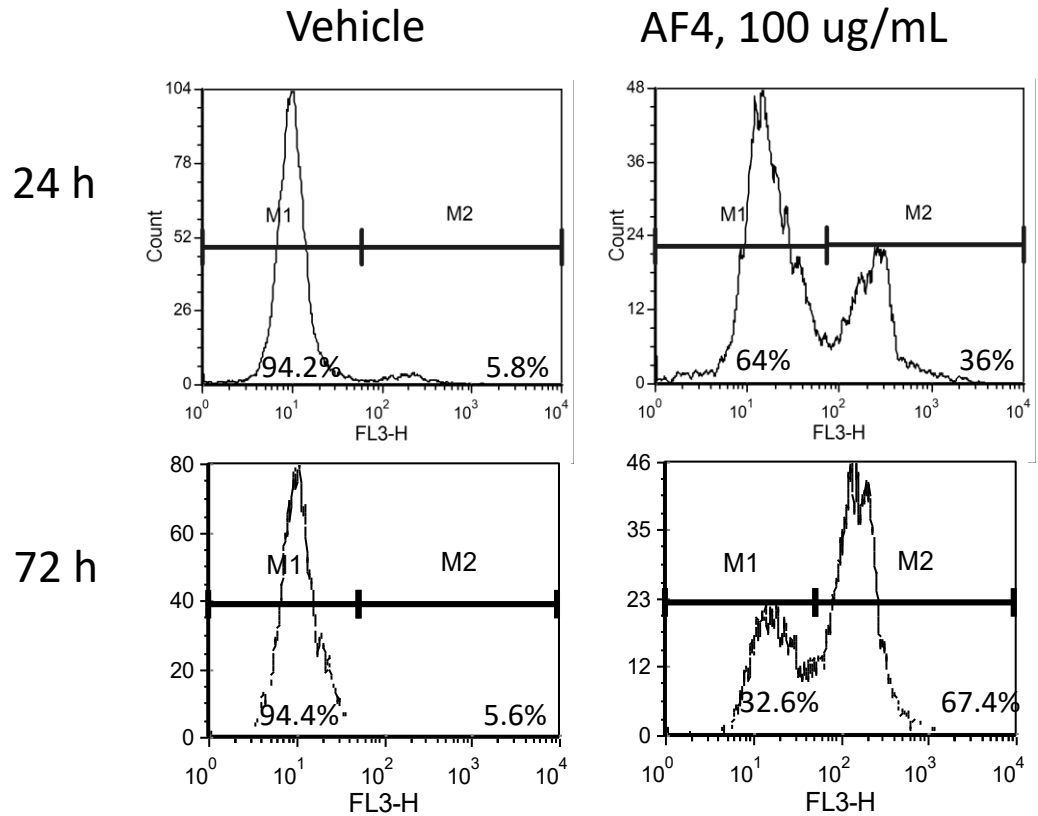 Vehicle
AF4, 100 ug/mL
24 h
104
78
52
26
0
Count
M1
M2
94.2%
5.8%
10^0 10^1 10^2 10^3 10^4
FL3-H
48
36
24
12
0
Count
M1
M2
64%
36%
10^0 10^1 10^2 10^3 10^4
FL3-H
72 h
80
60
40
20
0
M1
M2
94.4%
5.6%
10^0 10^1 10^2 10^3 10^4
FL3-H
46
35
23
12
0
M1
M2
32.6%
67.4%
10^0 10^1 10^2 10^3 10^4
FL3-H